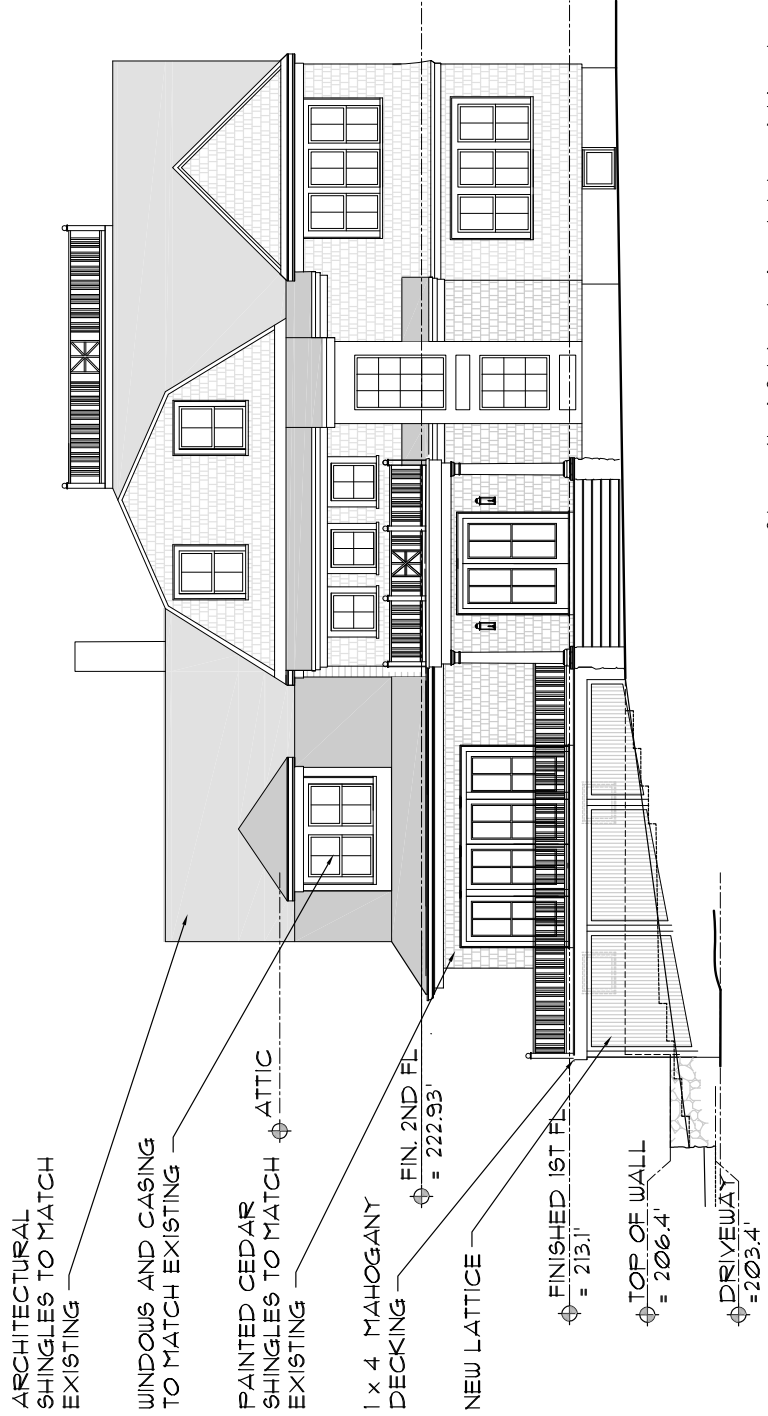 ARCHITECTURAL
SHINGLES TO MATCH
EXISTING
WINDOWS AND CASING
TO MATCH EXISTING
PAINTED CEDAR
SHINGLES TO MATCH
EXISTING
1 x 4 MAHOGANY
DECKING
NEW LATTICE
ATTIC
FIN. 2ND FL
= 222.93'
FINISHED 1ST FL
= 213.1'
TOP OF WALL
= 206.4'
DRIVEWAY
=203.4'